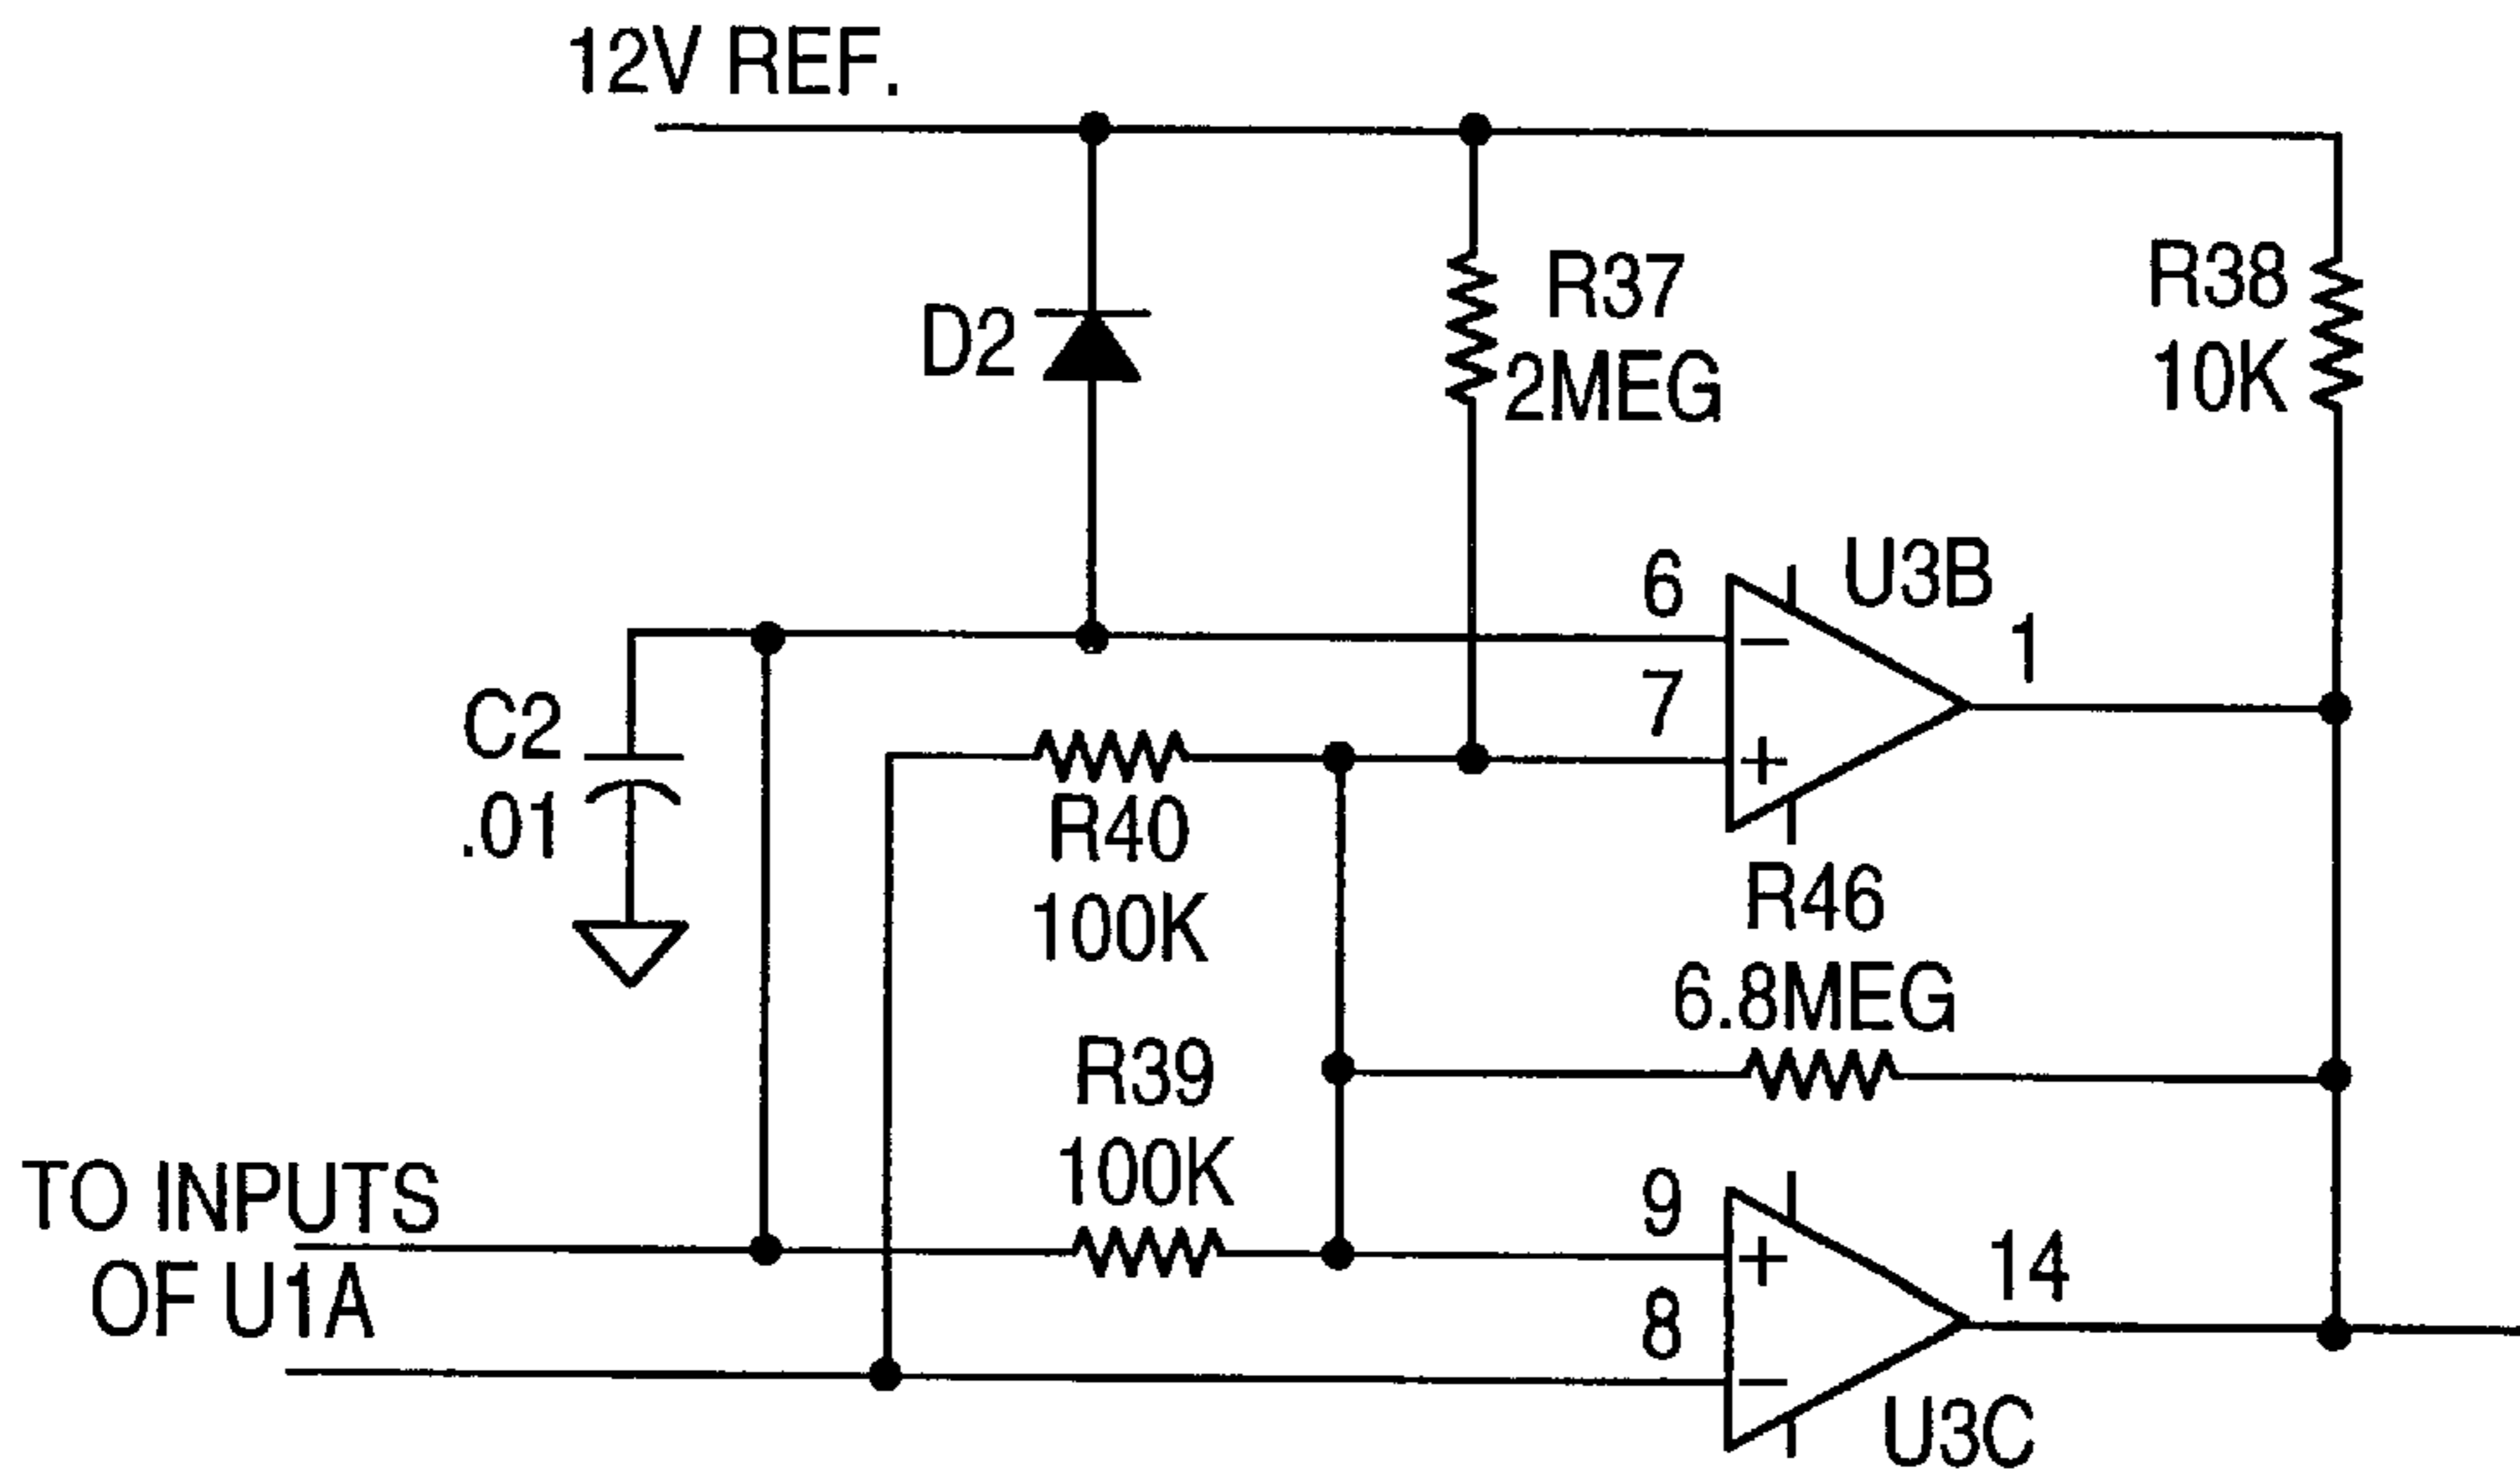 12V REF.
D2
R37
2MEG
R38
10K
6
U3B
7
1
C2
.01
R40
100K
R46
6.8MEG
R39
100K
TO INPUTS
OF U1A
9
8
14
U3C